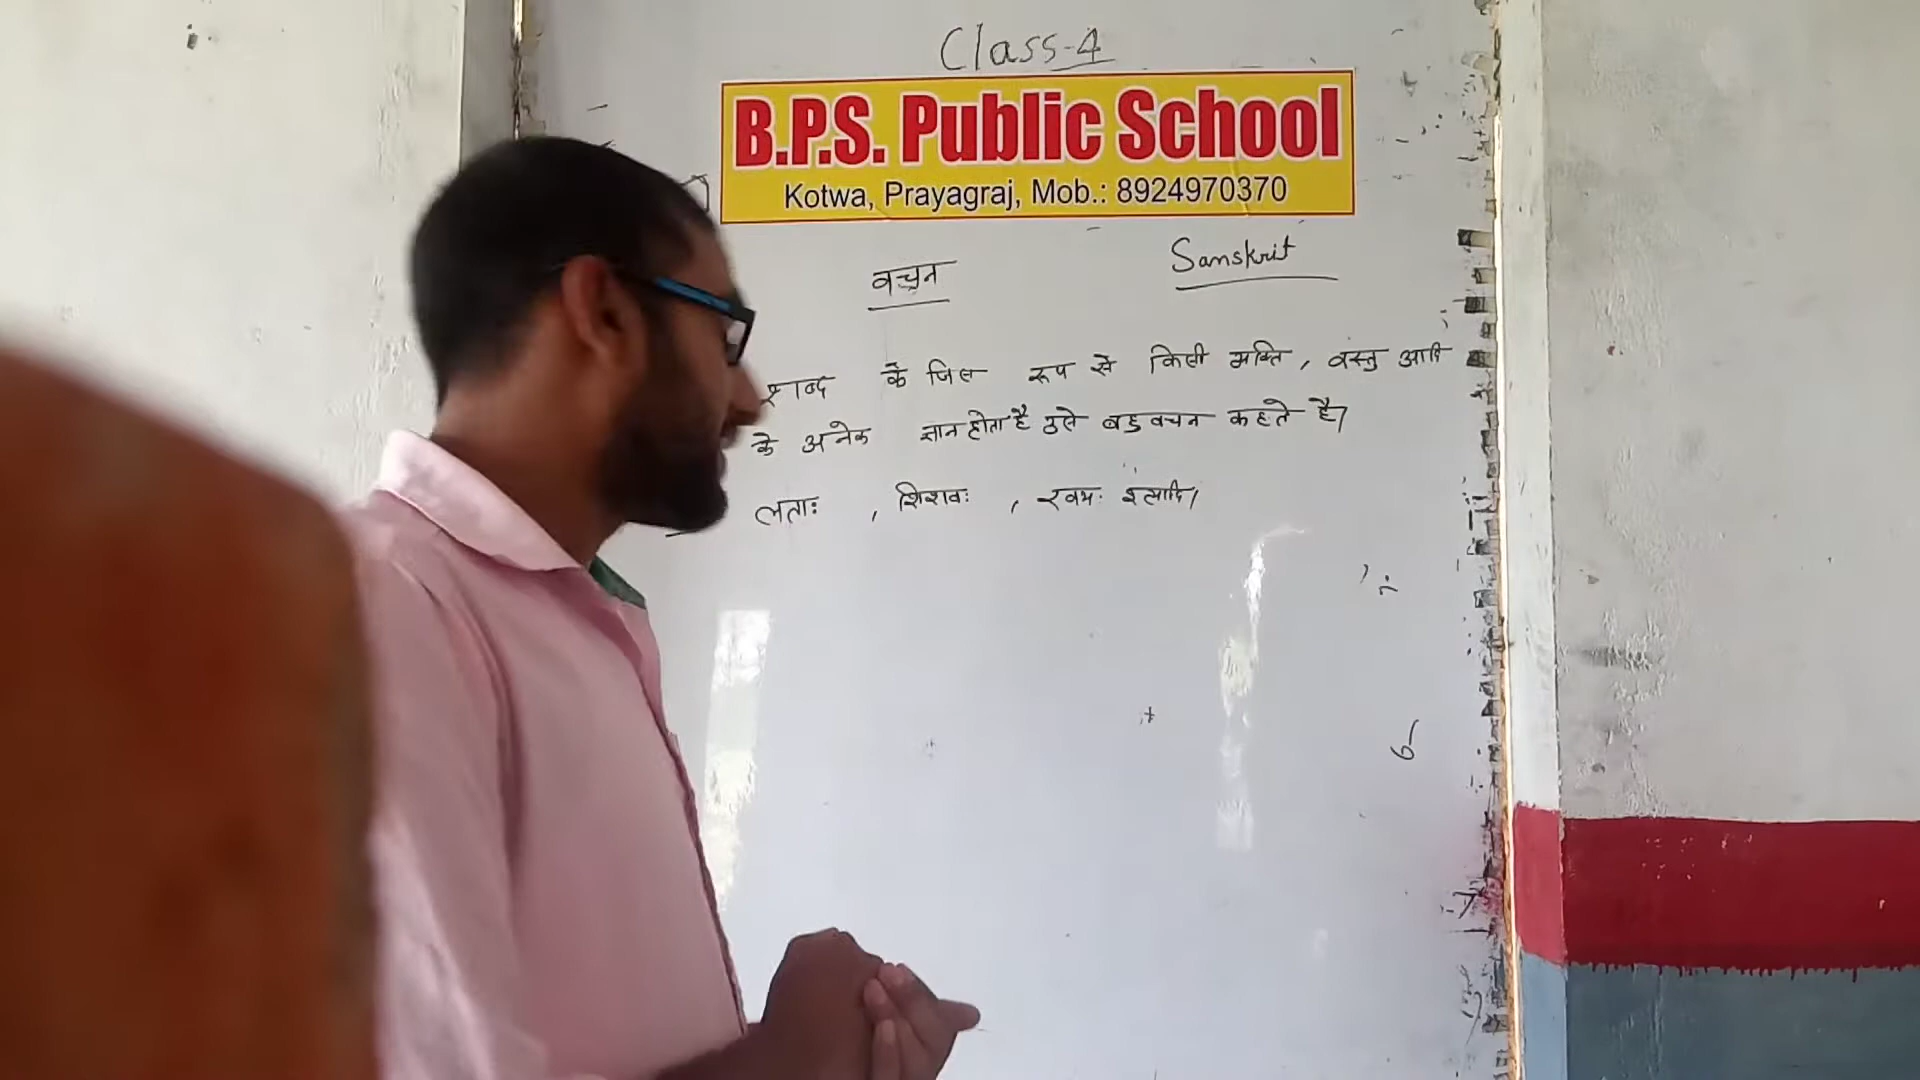 Class-4
B.P.S. Public School
Kotwa, Prayagraj, Mob.: 8924970370
वचन
Sanskrit
शब्द के जिस रूप से किसी व्यक्ति, वस्तु आदि
के अनेक ज्ञान होता है उसे बहुवचन कहते है।
लताः , शिशवः , इत्यादि।